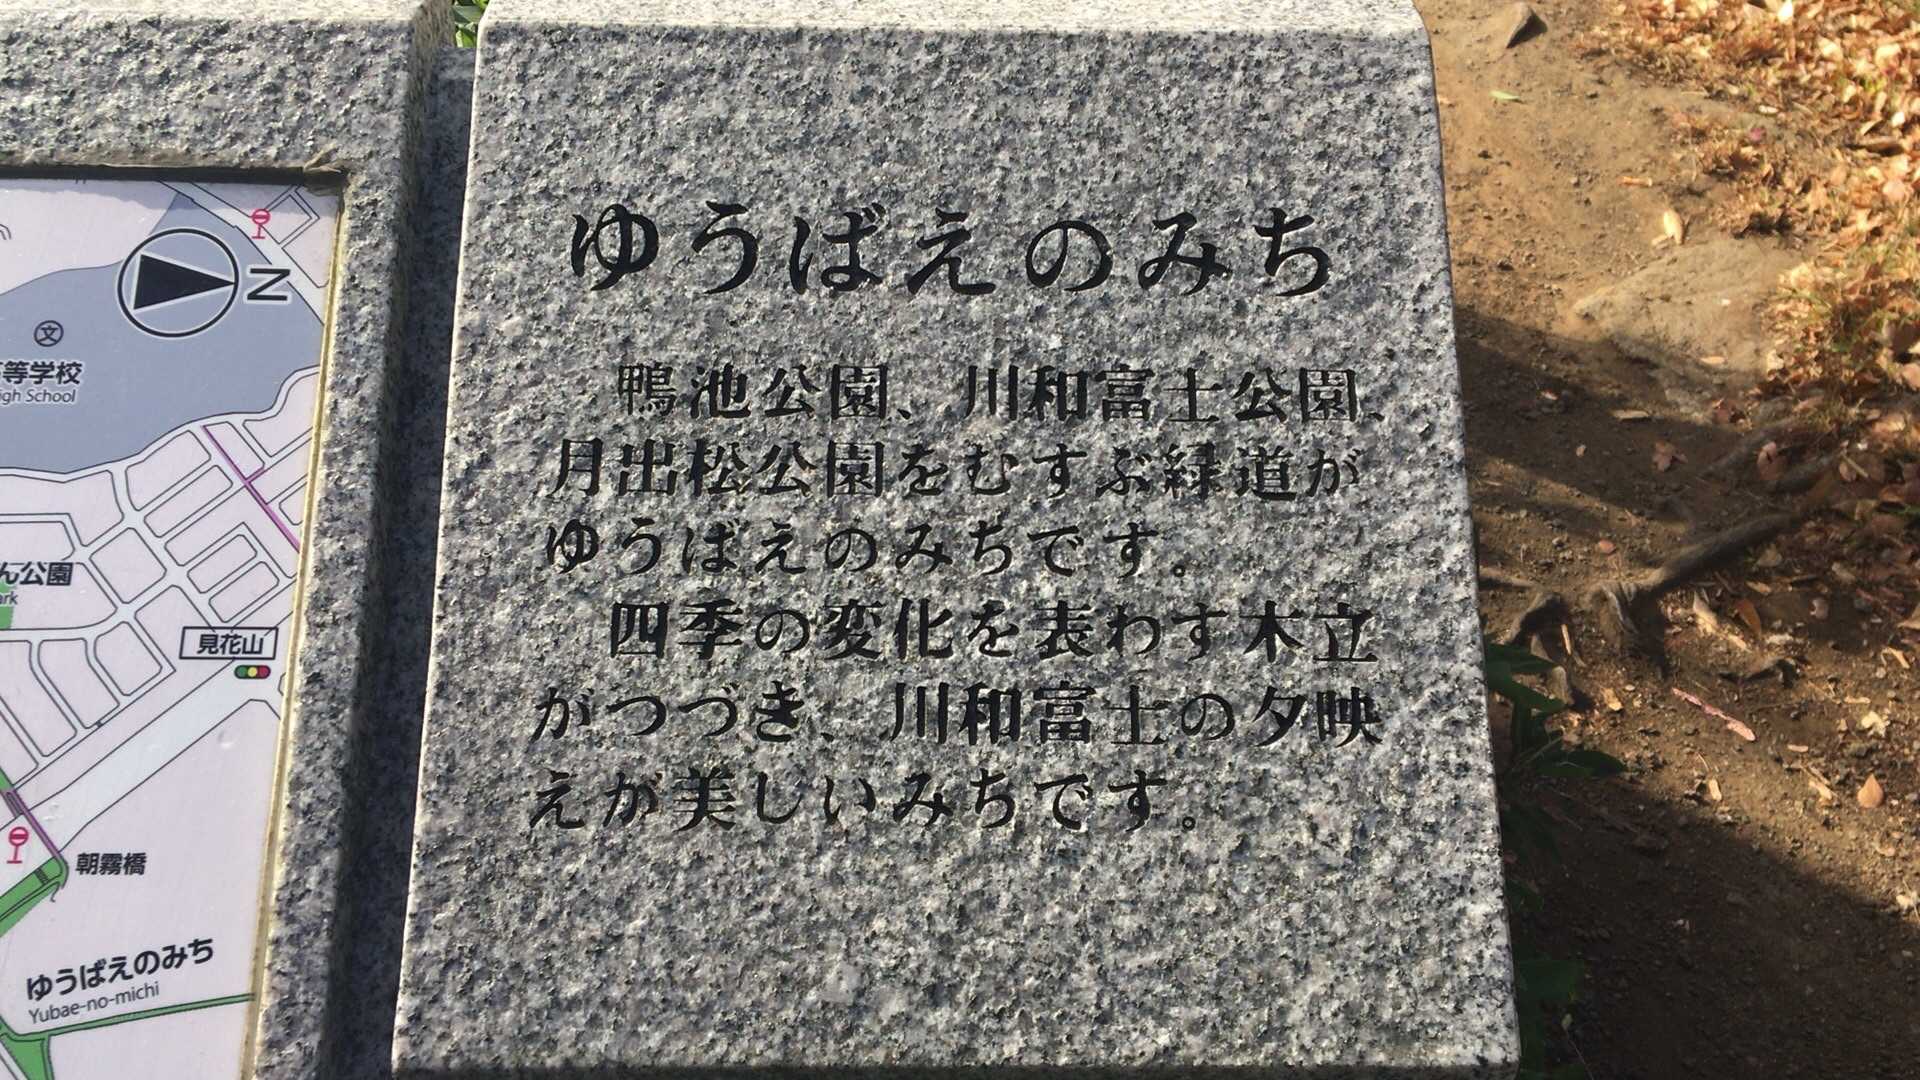 N
文
等学校
igh School
ん公園
ark
見花山
朝霧橋
ゆうばえのみち
Yubae-no-michi
ゆうばえのみち
鴨池公園、川和富士公園、
月出松公園をむすぶ緑道が
ゆうばえのみちです。
四季の変化を表わす木立
がつづき、川和富士の夕映
えが美しいみちです。